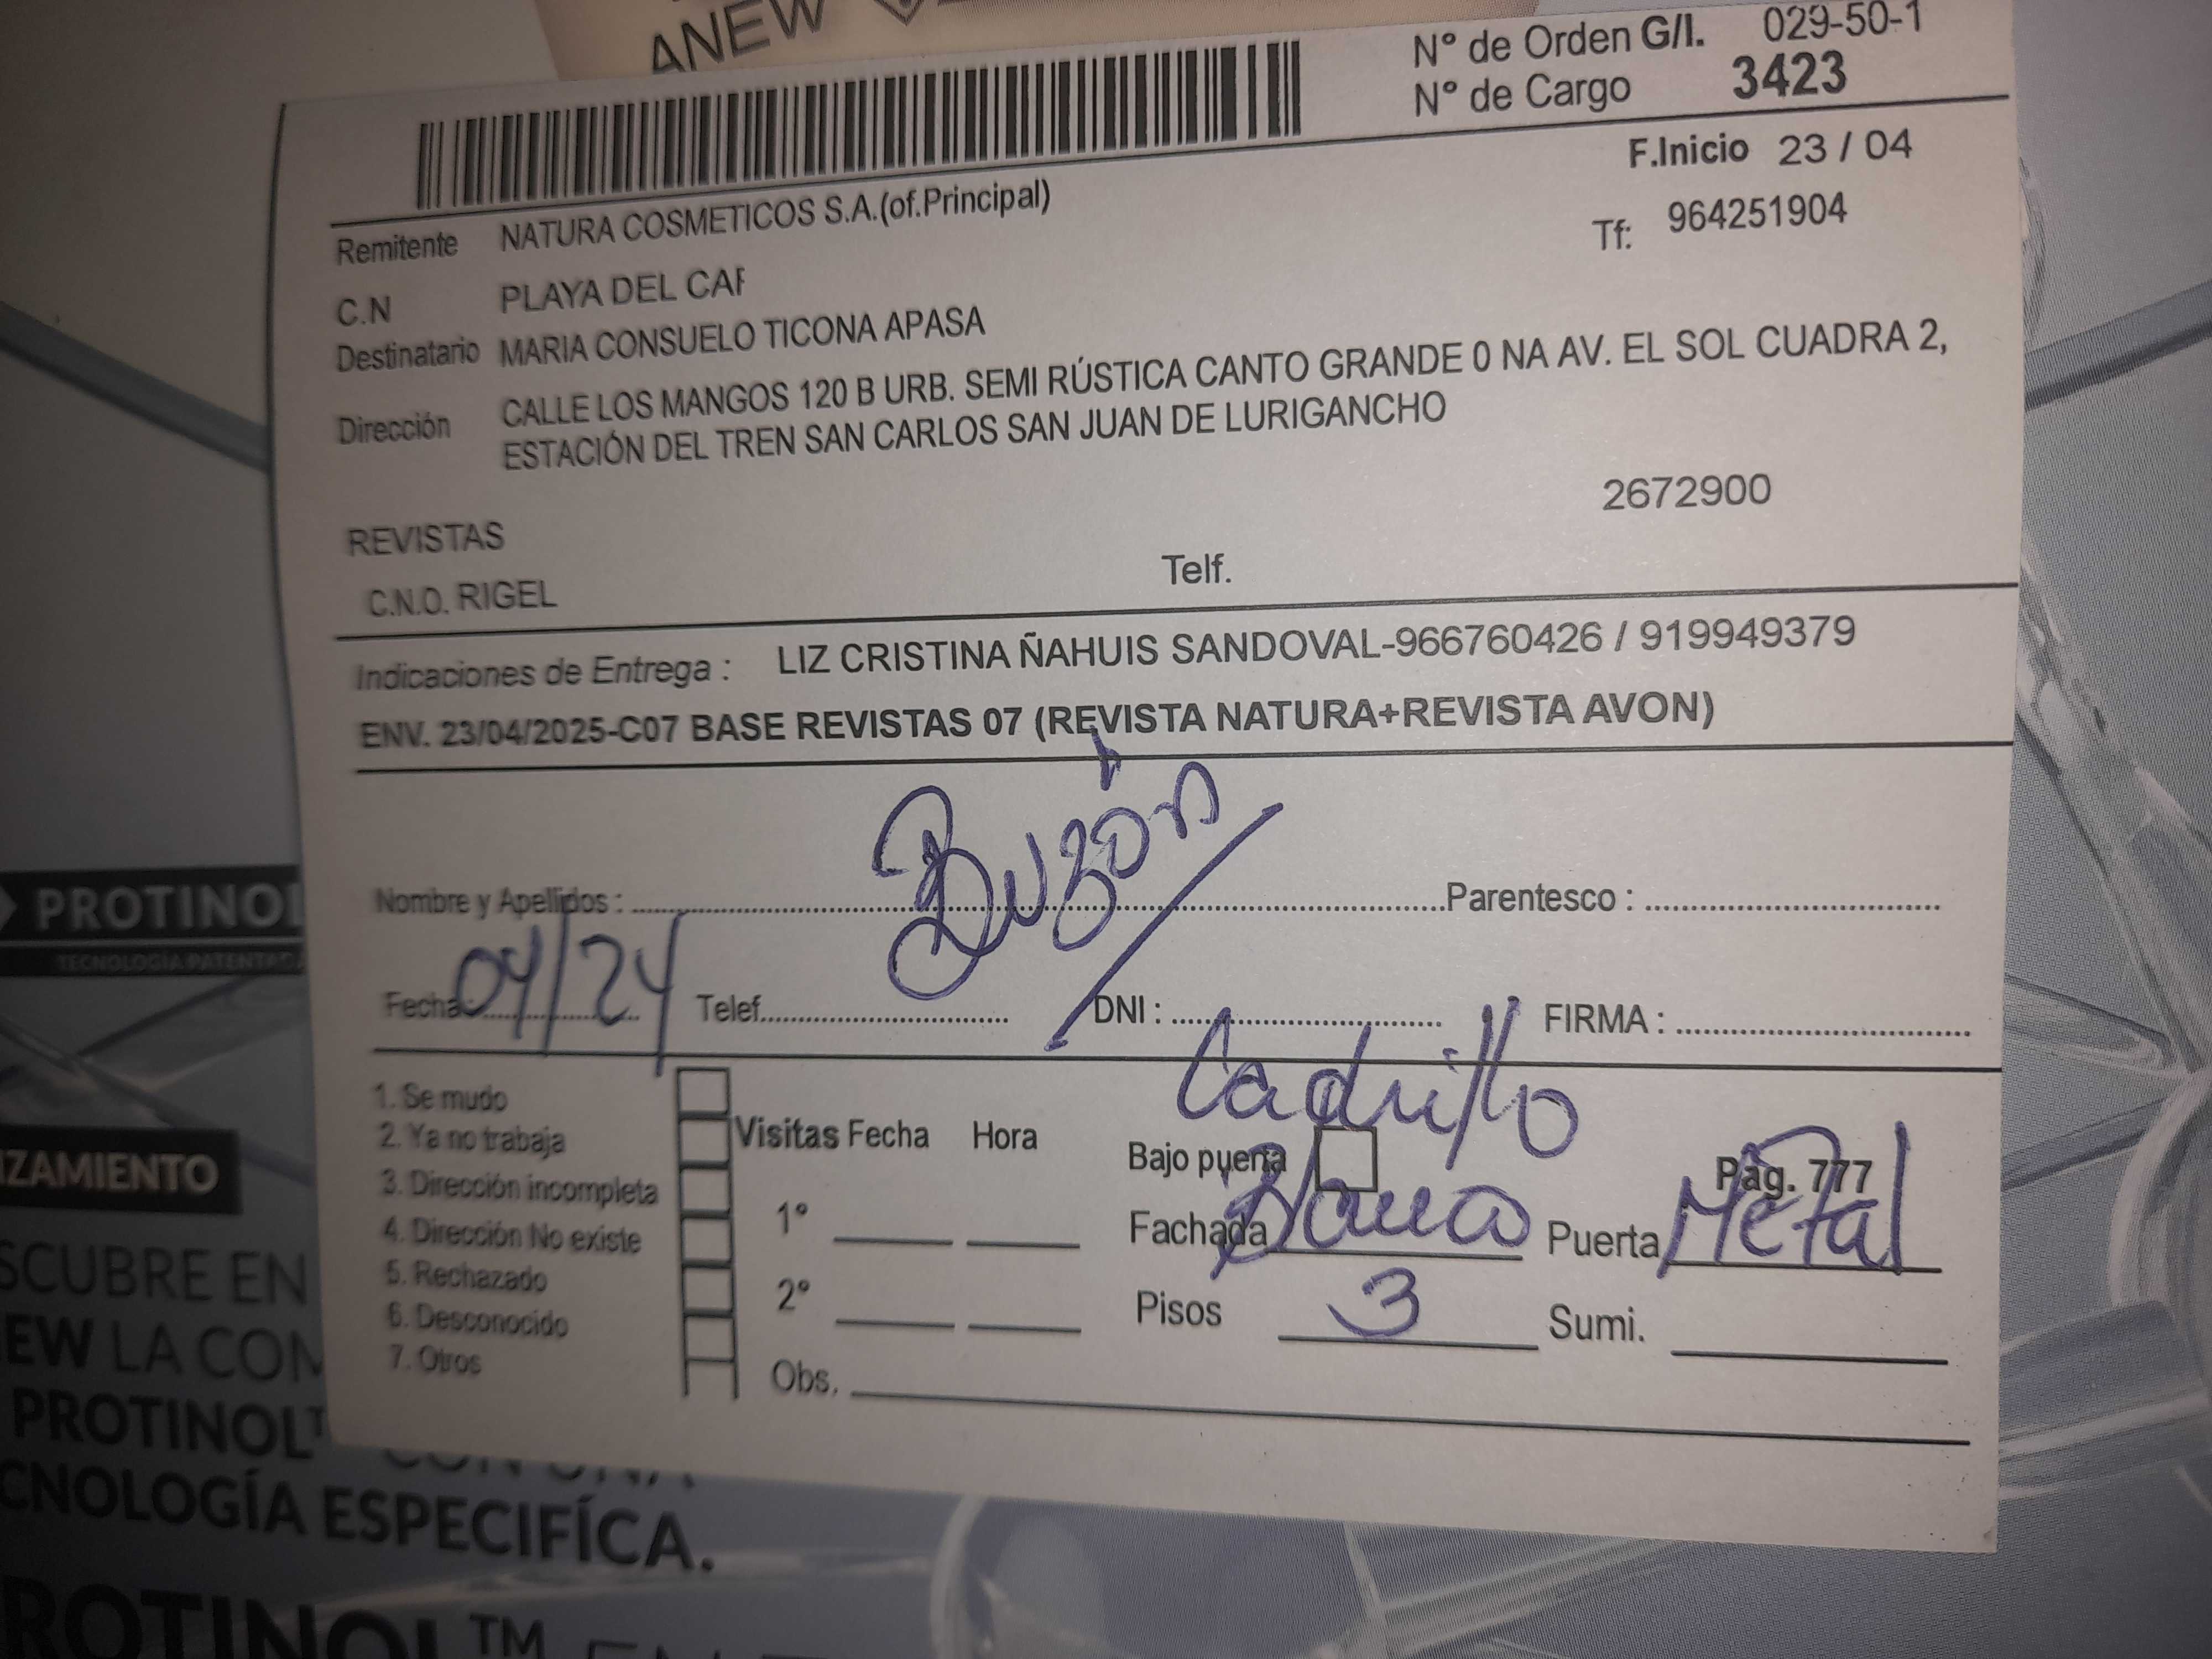 ANEW
N° de Orden G/I. 029-50-1
N° de Cargo 3423
F.Inicio 23 / 04
Remitente NATURA COSMETICOS S.A.(of.Principal)
Tf: 964251904
C.N PLAYA DEL CAR
Destinatario MARIA CONSUELO TICONA APASA
Dirección CALLE LOS MANGOS 120 B URB. SEMI RÚSTICA CANTO GRANDE 0 NA AV. EL SOL CUADRA 2,
ESTACIÓN DEL TREN SAN CARLOS SAN JUAN DE LURIGANCHO
2672900
REVISTAS
C.N.O. RIGEL Telf.
Indicaciones de Entrega : LIZ CRISTINA ÑAHUIS SANDOVAL-966760426 / 919949379
ENV. 23/04/2025-C07 BASE REVISTAS 07 (REVISTA NATURA+REVISTA AVON)
Buzón
Nombre y Apellidos : Parentesco :
Fecha: 04/24 Telef. DNI : FIRMA :
Ladrillo
1. Se mudo
2. Ya no trabaja
3. Dirección incompleta
4. Dirección No existe
5. Rechazado
6. Desconocido
7. Otros
Visitas Fecha Hora
1°
2°
Obs.
Bajo puerta
Pág. 777
Fachada Blanco Puerta Metal
Pisos 3 Sumi.
PROTINOL
TECNOLOGÍA PATENTADA
ZAMIENTO
SCUBRE EN
EW LA COM
PROTINOL CON UNA
CNOLOGÍA ESPECIFÍCA.
ROTINOL™